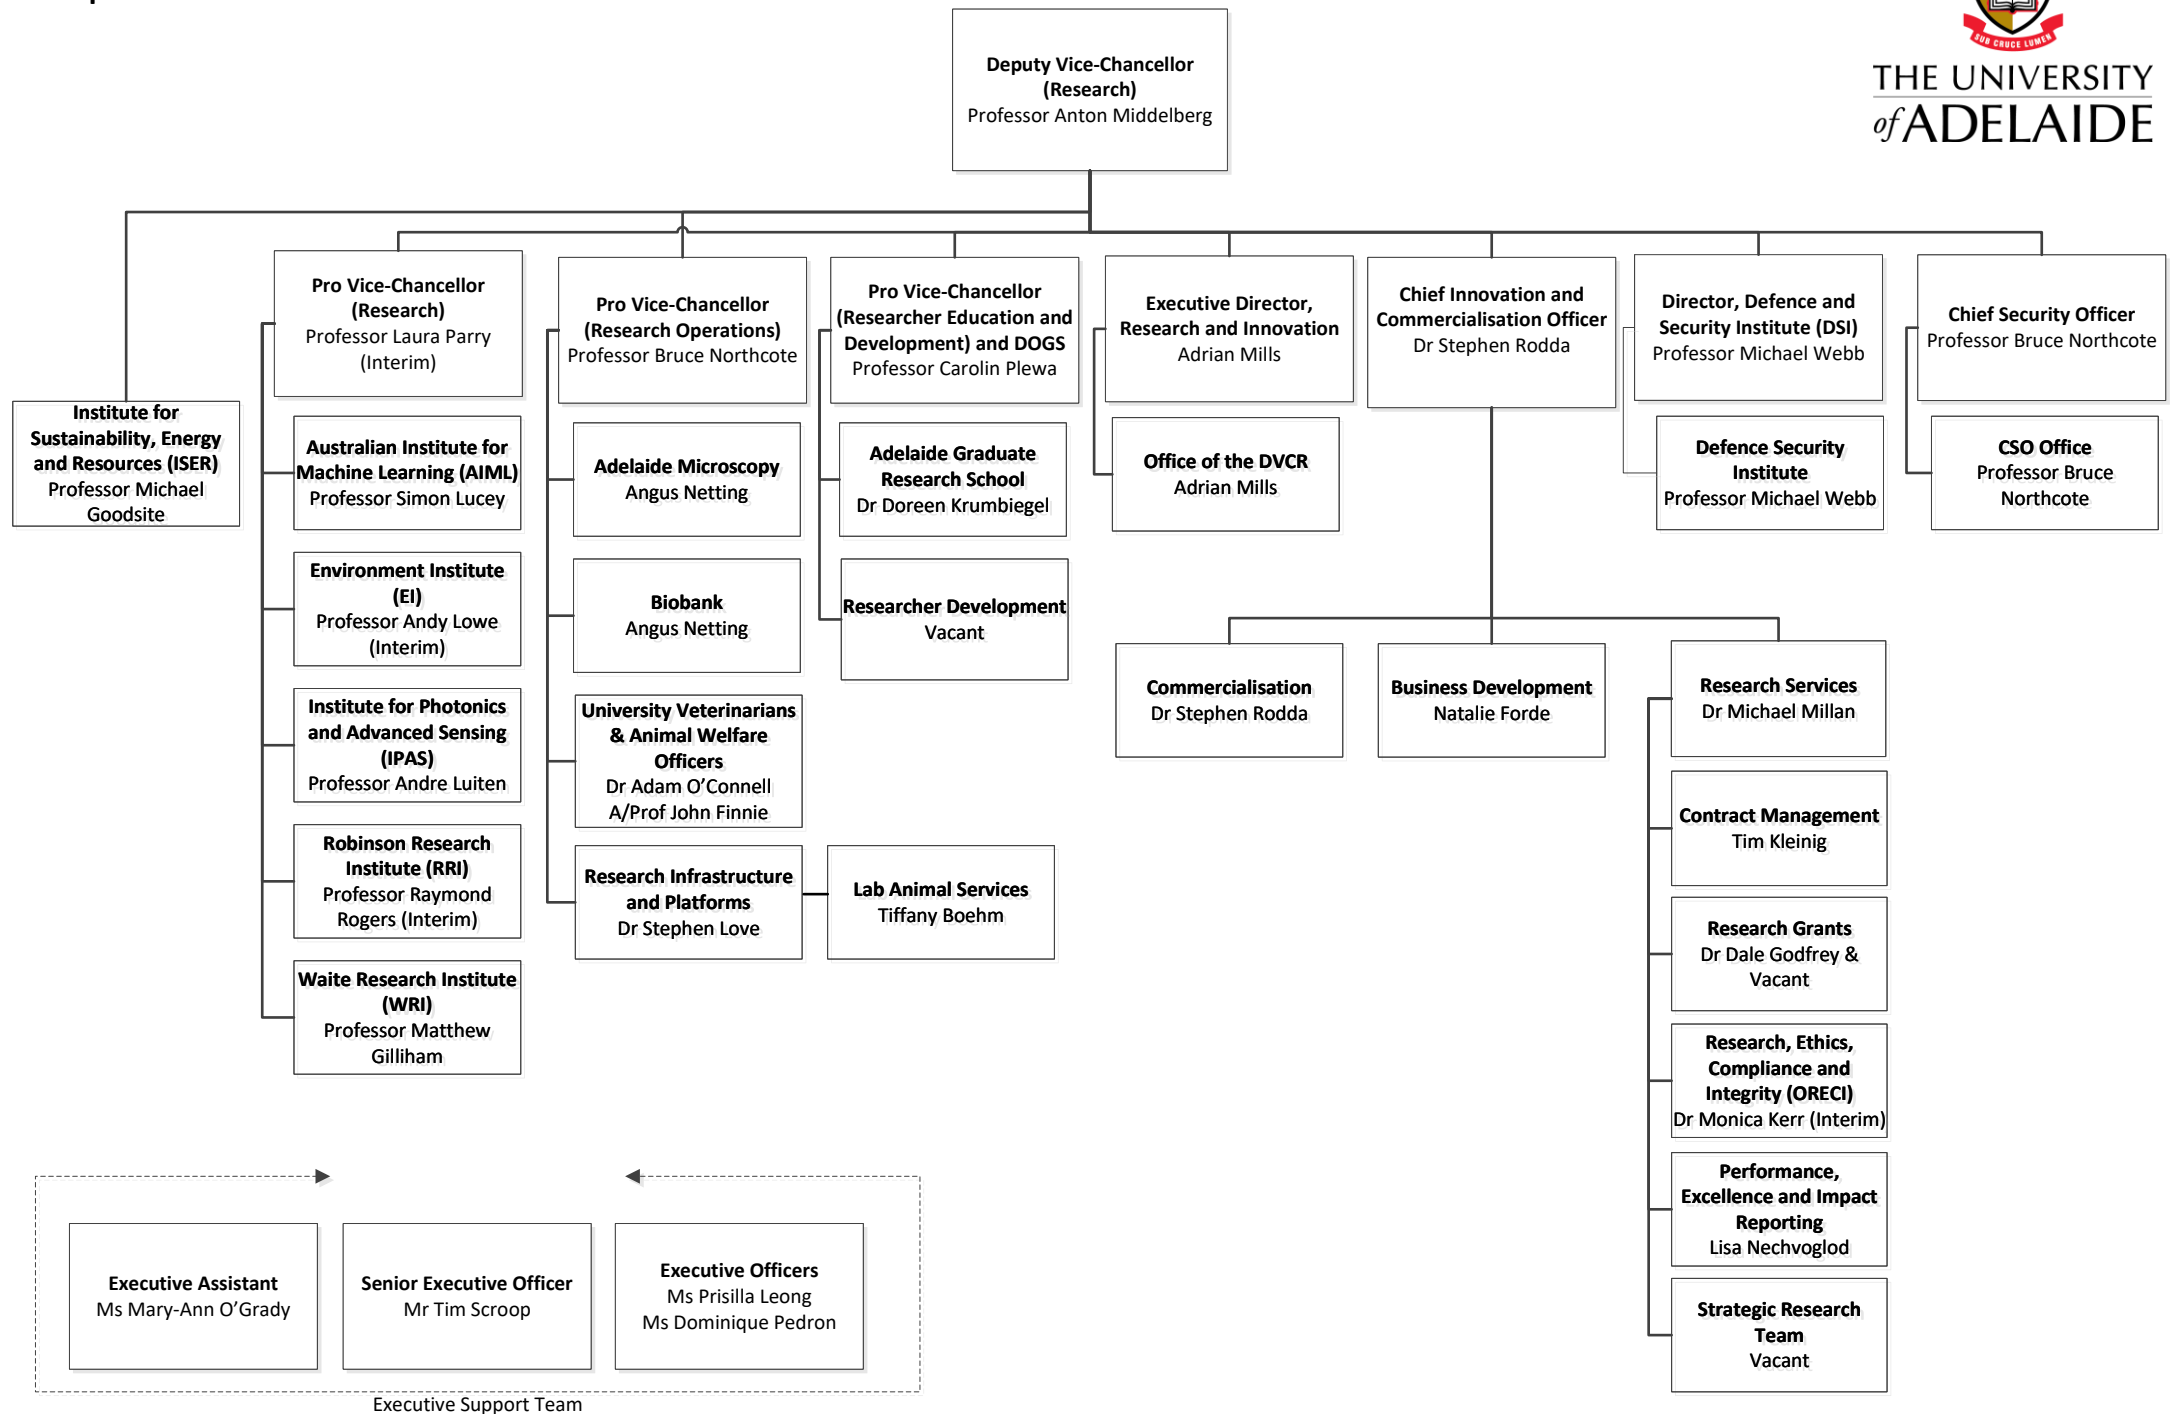 SUB CRUCE LUMEN
THE UNIVERSITY
of ADELAIDE
Deputy Vice-Chancellor
(Research)
Professor Anton Middelberg
Pro Vice-Chancellor
(Research)
Professor Laura Parry
(Interim)
Pro Vice-Chancellor
(Research Operations)
Professor Bruce Northcote
Pro Vice-Chancellor
(Researcher Education and
Development) and DOGS
Professor Carolin Plewa
Executive Director,
Research and Innovation
Adrian Mills
Chief Innovation and
Commercialisation Officer
Dr Stephen Rodda
Director, Defence and
Security Institute (DSI)
Professor Michael Webb
Chief Security Officer
Professor Bruce Northcote
Institute for
Sustainability, Energy
and Resources (ISER)
Professor Michael
Goodsite
Australian Institute for
Machine Learning (AIML)
Professor Simon Lucey
Adelaide Microscopy
Angus Netting
Adelaide Graduate
Research School
Dr Doreen Krumbiegel
Office of the DVCR
Adrian Mills
Defence Security
Institute
Professor Michael Webb
CSO Office
Professor Bruce
Northcote
Environment Institute
(EI)
Professor Andy Lowe
(Interim)
Biobank
Angus Netting
Researcher Development
Vacant
Institute for Photonics
and Advanced Sensing
(IPAS)
Professor Andre Luiten
University Veterinarians
& Animal Welfare
Officers
Dr Adam O’Connell
A/Prof John Finnie
Commercialisation
Dr Stephen Rodda
Business Development
Natalie Forde
Research Services
Dr Michael Millan
Robinson Research
Institute (RRI)
Professor Raymond
Rogers (Interim)
Research Infrastructure
and Platforms
Dr Stephen Love
Lab Animal Services
Tiffany Boehm
Contract Management
Tim Kleinig
Research Grants
Dr Dale Godfrey &
Vacant
Waite Research Institute
(WRI)
Professor Matthew
Gilliham
Research, Ethics,
Compliance and
Integrity (ORECI)
Dr Monica Kerr (Interim)
Performance,
Excellence and Impact
Reporting
Lisa Nechvoglod
Strategic Research
Team
Vacant
Executive Assistant
Ms Mary-Ann O’Grady
Senior Executive Officer
Mr Tim Scroop
Executive Officers
Ms Prisilla Leong
Ms Dominique Pedron
Executive Support Team